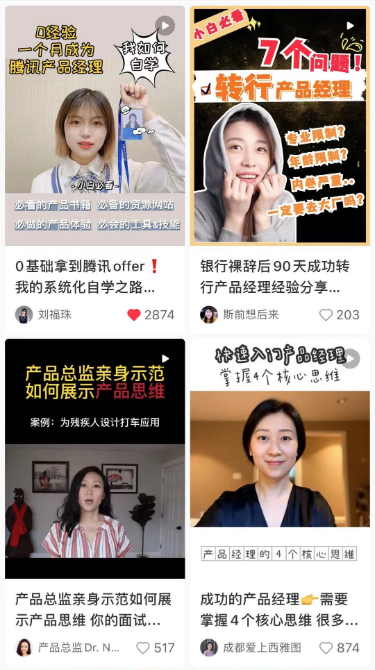 0经验
一个月成为
腾讯产品经理
我如何
自学
小白必看
必看的产品书籍 必备的资源网站
必做的产品体验 必会的工具&技能
0基础拿到腾讯offer❗
我的系统化自学之路...
刘福珠
2874
小白必看
7个问题！
转行产品经理
专业限制?
年龄限制?
内卷严重..
一定要去大厂吗?
银行裸辞后90天成功转
行产品经理经验分享...
斯前想后来
203
产品总监亲身示范
如何展示产品思维
案例：为残疾人设计打车应用
产品总监亲身示范如何展
示产品思维 你的面试...
产品总监Dr. N...
517
快速入门产品经理
掌握4个核心思维
产品经理的4个核心思维
成功的产品经理👉需要
掌握4个核心思维 很多...
成都爱上西雅图
874